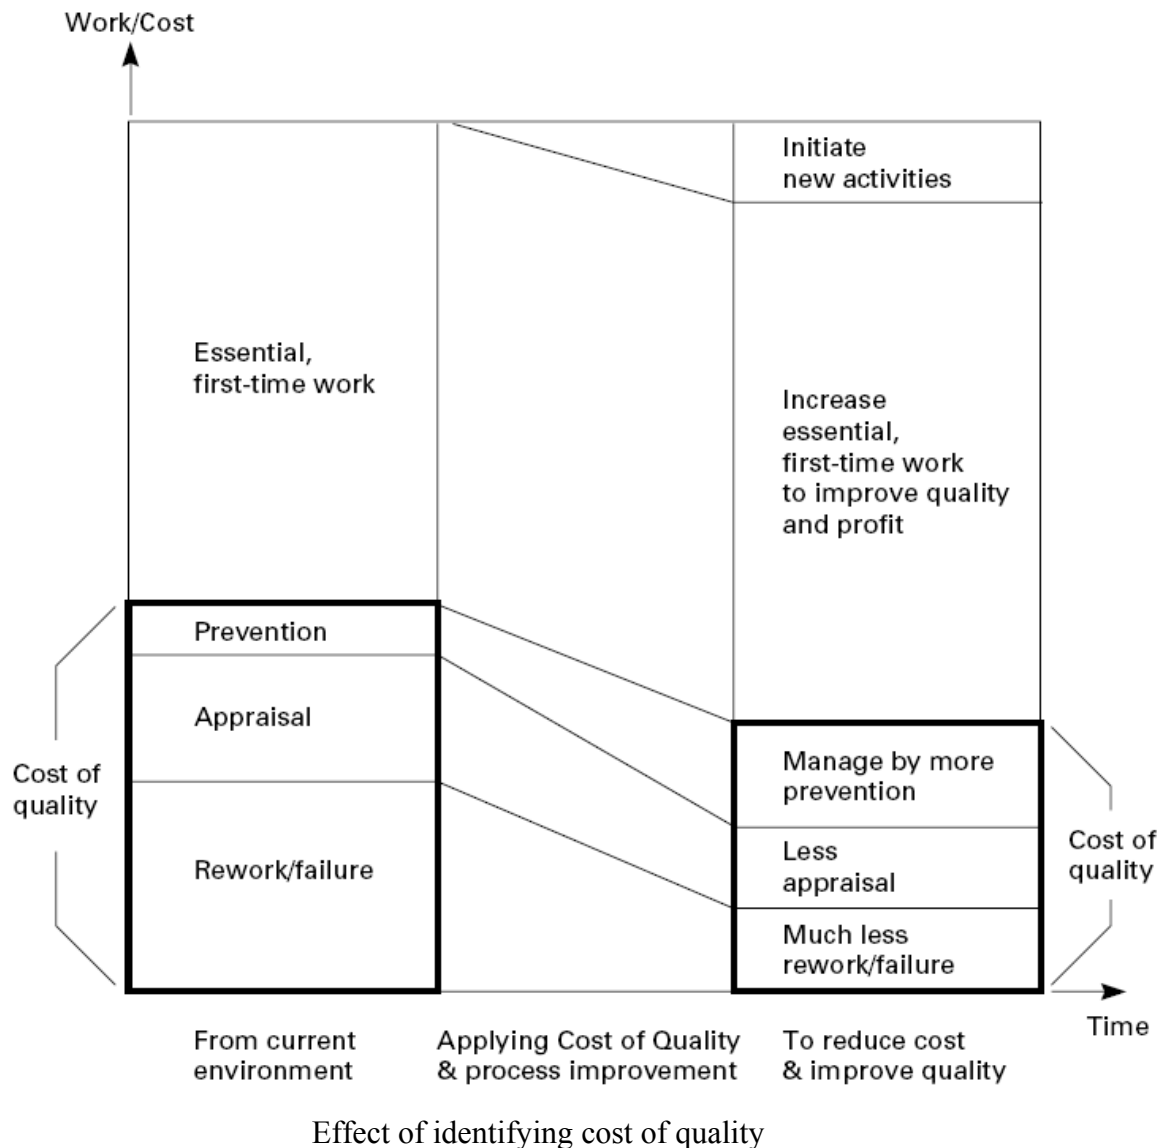 Work/Cost
Initiate
new activities
Essential,
first-time work
Increase
essential,
first-time work
to improve quality
and profit
Prevention
Appraisal
Cost of
quality
Rework/failure
Manage by more
prevention
Less
appraisal
Cost of
quality
Much less
rework/failure
Time
From current
environment
Applying Cost of Quality
& process improvement
To reduce cost
& improve quality
Effect of identifying cost of quality